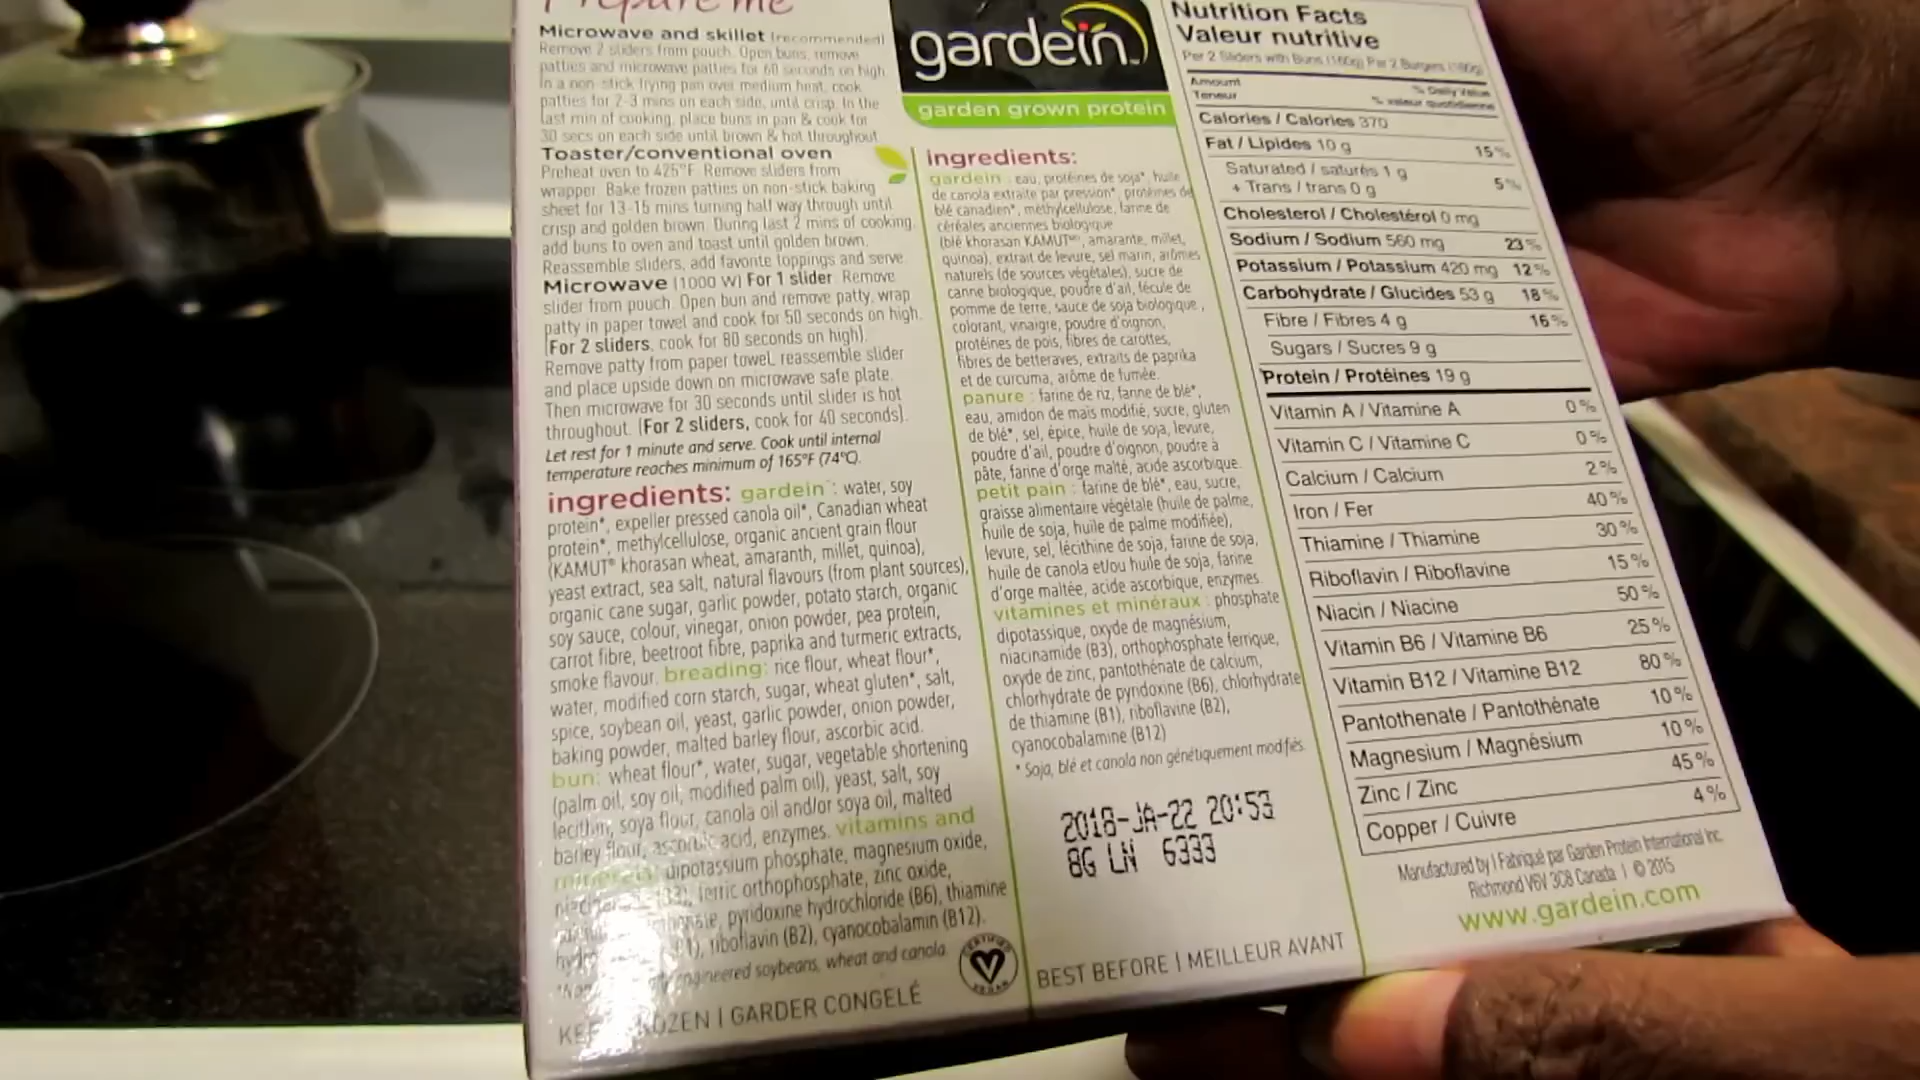 Prepare me
Microwave and skillet (recommended)
Remove 2 sliders from pouch. Open buns, remove
patties and microwave patties for 60 seconds on high.
In a non-stick frying pan over medium heat, cook
patties for 2-3 mins on each side, until crisp. In the
last min of cooking, place buns in pan & cook for
30 secs on each side until brown & hot throughout.
Toaster/conventional oven
Preheat oven to 425°F. Remove sliders from
wrapper. Bake frozen patties on non-stick baking
sheet for 13-15 mins turning half way through until
crisp and golden brown. During last 2 mins of cooking,
add buns to oven and toast until golden brown.
Reassemble sliders, add favorite toppings and serve.
Microwave (1000 W) For 1 slider: Remove
slider from pouch. Open bun and remove patty, wrap
patty in paper towel and cook for 50 seconds on high.
(For 2 sliders, cook for 80 seconds on high).
Remove patty from paper towel, reassemble slider
and place upside down on microwave safe plate.
Then microwave for 30 seconds until slider is hot
throughout. (For 2 sliders, cook for 40 seconds).
Let rest for 1 minute and serve. Cook until internal
temperature reaches minimum of 165°F (74°C).
ingredients: gardein™: water, soy
protein*, expeller pressed canola oil*, Canadian wheat
protein*, methylcellulose, organic ancient grain flour
(KAMUT® khorasan wheat, amaranth, millet, quinoa),
yeast extract, sea salt, natural flavours (from plant sources),
organic cane sugar, garlic powder, potato starch, organic
soy sauce, colour, vinegar, onion powder, pea protein,
carrot fibre, beetroot fibre, paprika and turmeric extracts,
smoke flavour. breading: rice flour, wheat flour*,
water, modified corn starch, sugar, wheat gluten*, salt,
spice, soybean oil, yeast, garlic powder, onion powder,
baking powder, malted barley flour, ascorbic acid.
bun: wheat flour*, water, sugar, vegetable shortening
(palm oil, soy oil, modified palm oil), yeast, salt, soy
lecithin, soya flour, canola oil and/or soya oil, malted
barley flour, ascorbic acid, enzymes. vitamins and
minerals: dipotassium phosphate, magnesium oxide,
(B3), ferric orthophosphate, zinc oxide,
pyridoxine hydrochloride (B6), thiamine
riboflavin (B2), cyanocobalamin (B12).
engineered soybeans, wheat and canola.
KEEP FROZEN | GARDER CONGELÉ
CERTIFIED
VEGAN
gardein™
garden grown protein
ingredients:
gardein : eau, protéines de soja*, huile
de canola extraite par pression*, protéines de
blé canadien*, méthylcellulose, farine de
céréales anciennes biologique
(blé khorasan KAMUT, amarante, millet,
quinoa), extrait de levure, sel marin, arômes
naturels (de sources végétales), sucre de
canne biologique, poudre d'ail, fécule de
pomme de terre, sauce de soja biologique,
colorant, vinaigre, poudre d'oignon,
protéines de pois, fibres de carottes,
fibres de betteraves, extraits de paprika
et de curcuma, arôme de fumée.
panure : farine de riz, farine de blé*,
eau, amidon de maïs modifié, sucre, gluten
de blé*, sel, épice, huile de soja, levure,
poudre d'ail, poudre d'oignon, poudre à
pâte, farine d'orge malté, acide ascorbique.
petit pain : farine de blé*, eau, sucre,
graisse alimentaire végétale (huile de palme,
huile de soja, huile de palme modifiée),
levure, sel, lécithine de soja, farine de soja,
huile de canola et/ou huile de soja, farine
d'orge maltée, acide ascorbique, enzymes.
vitamines et minéraux : phosphate
dipotassique, oxyde de magnésium,
niacinamide (B3), orthophosphate ferrique,
oxyde de zinc, pantothénate de calcium,
chlorhydrate de pyridoxine (B6), chlorhydrate
de thiamine (B1), riboflavine (B2),
cyanocobalamine (B12)
* Soja, blé et canola non génétiquement modifiés.
2018-JA-22 20:53
8G LN 6333
BEST BEFORE | MEILLEUR AVANT
Nutrition Facts
Valeur nutritive
Per 2 Sliders with Buns (160g) Par 2 Burgers (160g)
Amount % Daily Value
Teneur % valeur quotidienne
Calories / Calories 370
Fat / Lipides 10 g 15 %
Saturated / saturés 1 g
+ Trans / trans 0 g 5 %
Cholesterol / Cholestérol 0 mg
Sodium / Sodium 560 mg 23 %
Potassium / Potassium 420 mg 12 %
Carbohydrate / Glucides 53 g 18 %
Fibre / Fibres 4 g 16 %
Sugars / Sucres 9 g
Protein / Protéines 19 g
Vitamin A / Vitamine A 0 %
Vitamin C / Vitamine C 0 %
Calcium / Calcium 2 %
Iron / Fer 40 %
Thiamine / Thiamine 30 %
Riboflavin / Riboflavine 15 %
Niacin / Niacine 50 %
Vitamin B6 / Vitamine B6 25 %
Vitamin B12 / Vitamine B12 80 %
Pantothenate / Pantothénate 10 %
Magnesium / Magnésium 10 %
Zinc / Zinc 45 %
Copper / Cuivre 4 %
Manufactured by | Fabriqué par Garden Protein International Inc.
Richmond V6V 3C8 Canada | © 2015
www.gardein.com